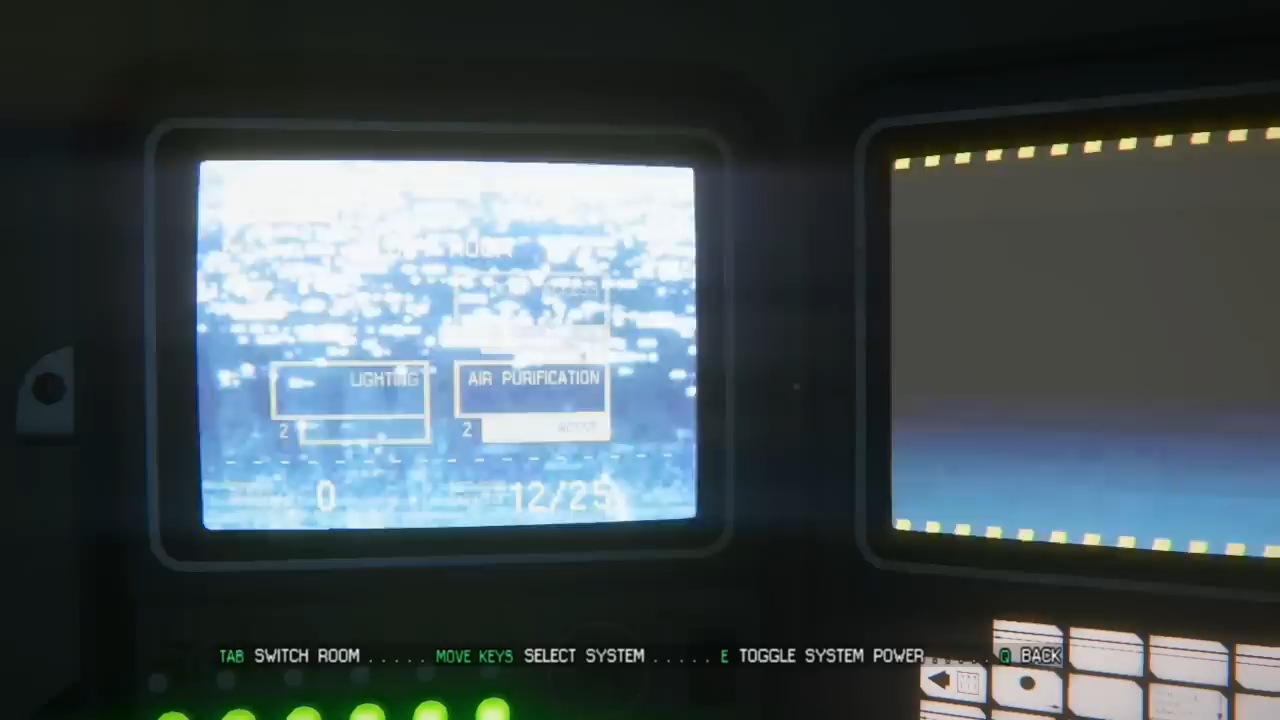 ROOM
LIGHTING
AIR PURIFICATION
2
2
0
12/25
TAB SWITCH ROOM ..... MOVE KEYS SELECT SYSTEM ..... E TOGGLE SYSTEM POWER ..... Q BACK